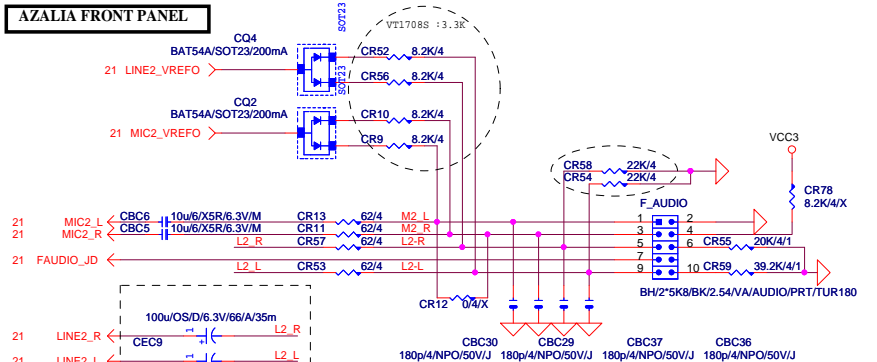 AZALIA FRONT PANEL
CQ4
BAT54A/SOT23/200mA
SOT23
VT1708S :3.3K
CR52 8.2K/4
21 LINE2_VREFO
CR56 8.2K/4
SOT23
CQ2
BAT54A/SOT23/200mA
CR10 8.2K/4
21 MIC2_VREFO
CR9 8.2K/4
VCC3
CR58 22K/4
CR54 22K/4
CR78
8.2K/4/X
F_AUDIO
21 MIC2_L CBC6 10u/6/X5R/6.3V/M CR13 62/4 M2_L 1 2
21 MIC2_R CBC5 10u/6/X5R/6.3V/M CR11 62/4 M2_R 3 4
L2_R CR57 62/4 L2-R 5 6 CR55 20K/4/1
21 FAUDIO_JD 7
L2_L CR53 62/4 L2-L 9 10 CR59 39.2K/4/1
BH/2*5K8/BK/2.54/VA/AUDIO/PRT/TUR180
CR12 0/4/X
100u/OS/D/6.3V/66/A/35m
21 LINE2_R 1 + L2_R
CEC9
CBC30 CBC29 CBC37 CBC36
180p/4/NPO/50V/J 180p/4/NPO/50V/J 180p/4/NPO/50V/J 180p/4/NPO/50V/J
21 LINE2_L 1 L2_L